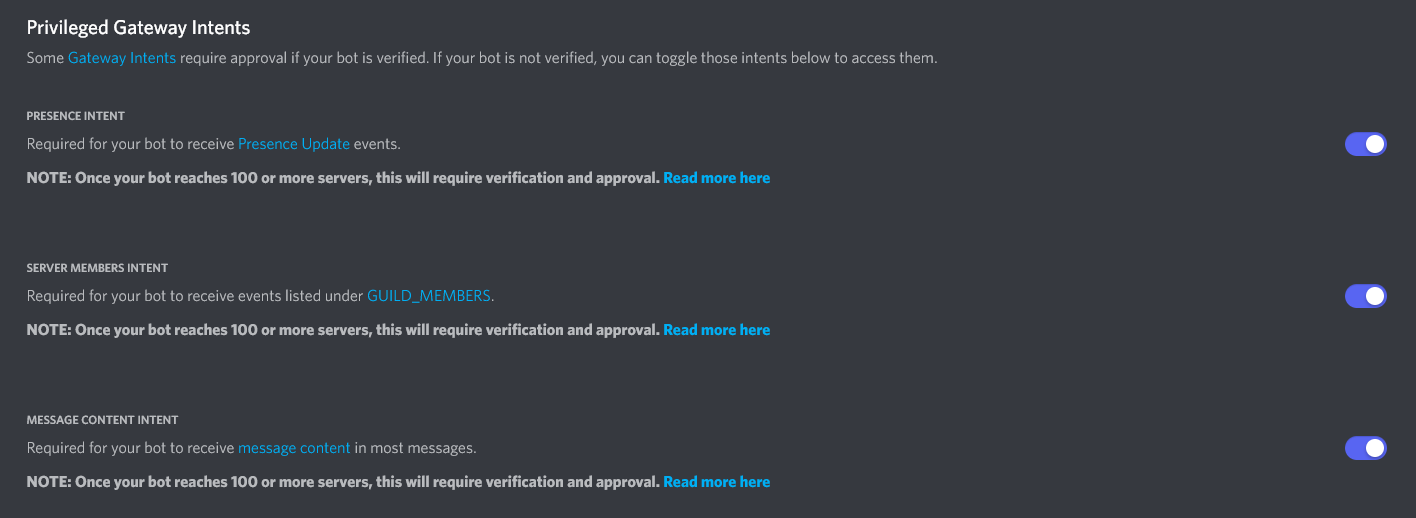 Privileged Gateway Intents
Some Gateway Intents require approval if your bot is verified. If your bot is not verified, you can toggle those intents below to access them.
PRESENCE INTENT
Required for your bot to receive Presence Update events.
NOTE: Once your bot reaches 100 or more servers, this will require verification and approval. Read more here
SERVER MEMBERS INTENT
Required for your bot to receive events listed under GUILD_MEMBERS.
NOTE: Once your bot reaches 100 or more servers, this will require verification and approval. Read more here
MESSAGE CONTENT INTENT
Required for your bot to receive message content in most messages.
NOTE: Once your bot reaches 100 or more servers, this will require verification and approval. Read more here